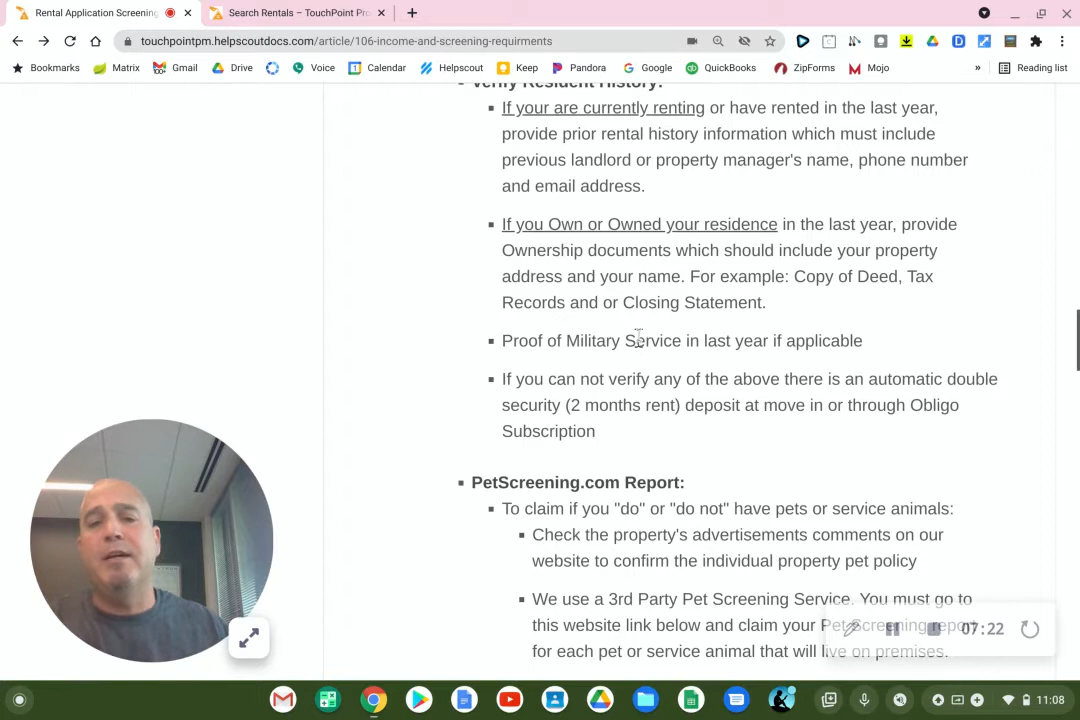 Rental Application Screening
Search Rentals – TouchPoint Pro
touchpointpm.helpscoutdocs.com/article/106-income-and-screening-requirments
Bookmarks
Matrix
Gmail
Drive
Voice
Calendar
Helpscout
Keep
Pandora
Google
QuickBooks
ZipForms
Mojo
»
Reading list
Verify Resident History:
If your are currently renting or have rented in the last year,
provide prior rental history information which must include
previous landlord or property manager's name, phone number
and email address.
If you Own or Owned your residence in the last year, provide
Ownership documents which should include your property
address and your name. For example: Copy of Deed, Tax
Records and or Closing Statement.
Proof of Military Service in last year if applicable
If you can not verify any of the above there is an automatic double
security (2 months rent) deposit at move in or through Obligo
Subscription
PetScreening.com Report:
To claim if you "do" or "do not" have pets or service animals:
Check the property's advertisements comments on our
website to confirm the individual property pet policy
We use a 3rd Party Pet Screening Service. You must go to
this website link below and claim your PetScreening report
for each pet or service animal that will live on premises.
07:22
11:08